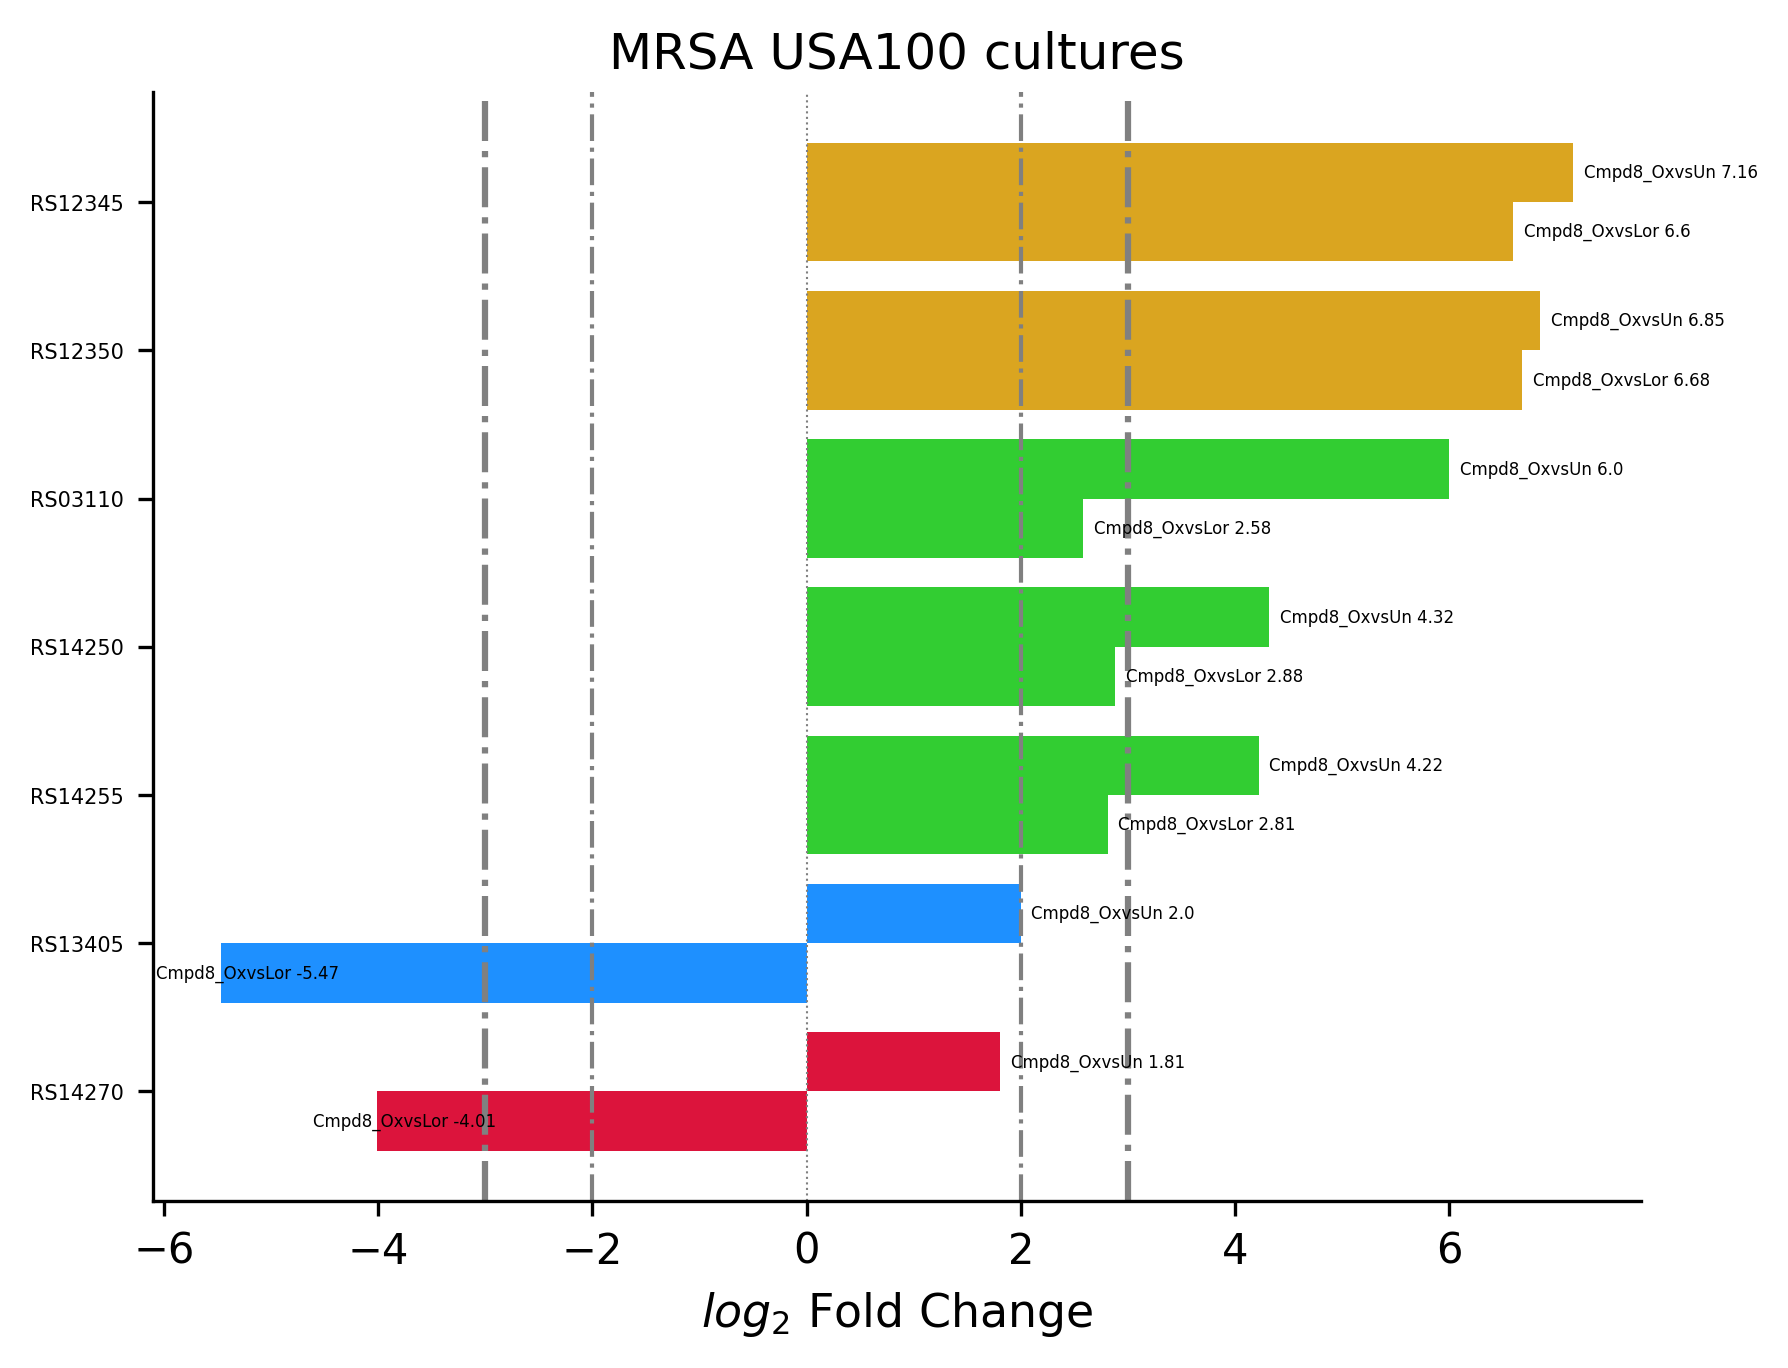 MRSA USA100 cultures
Cmpd8_OxvsUn 7.16
RS12345
Cmpd8_OxvsLor 6.6
Cmpd8_OxvsUn 6.85
RS12350
Cmpd8_OxvsLor 6.68
Cmpd8_OxvsUn 6.0
RS03110
Cmpd8_OxvsLor 2.58
Cmpd8_OxvsUn 4.32
RS14250
Cmpd8_OxvsLor 2.88
Cmpd8_OxvsUn 4.22
RS14255
Cmpd8_OxvsLor 2.81
Cmpd8_OxvsUn 2.0
RS13405
Cmpd8_OxvsLor -5.47
Cmpd8_OxvsUn 1.81
RS14270
Cmpd8_OxvsLor -4.01
−6 −4 −2 0 2 4 6
log₂ Fold Change